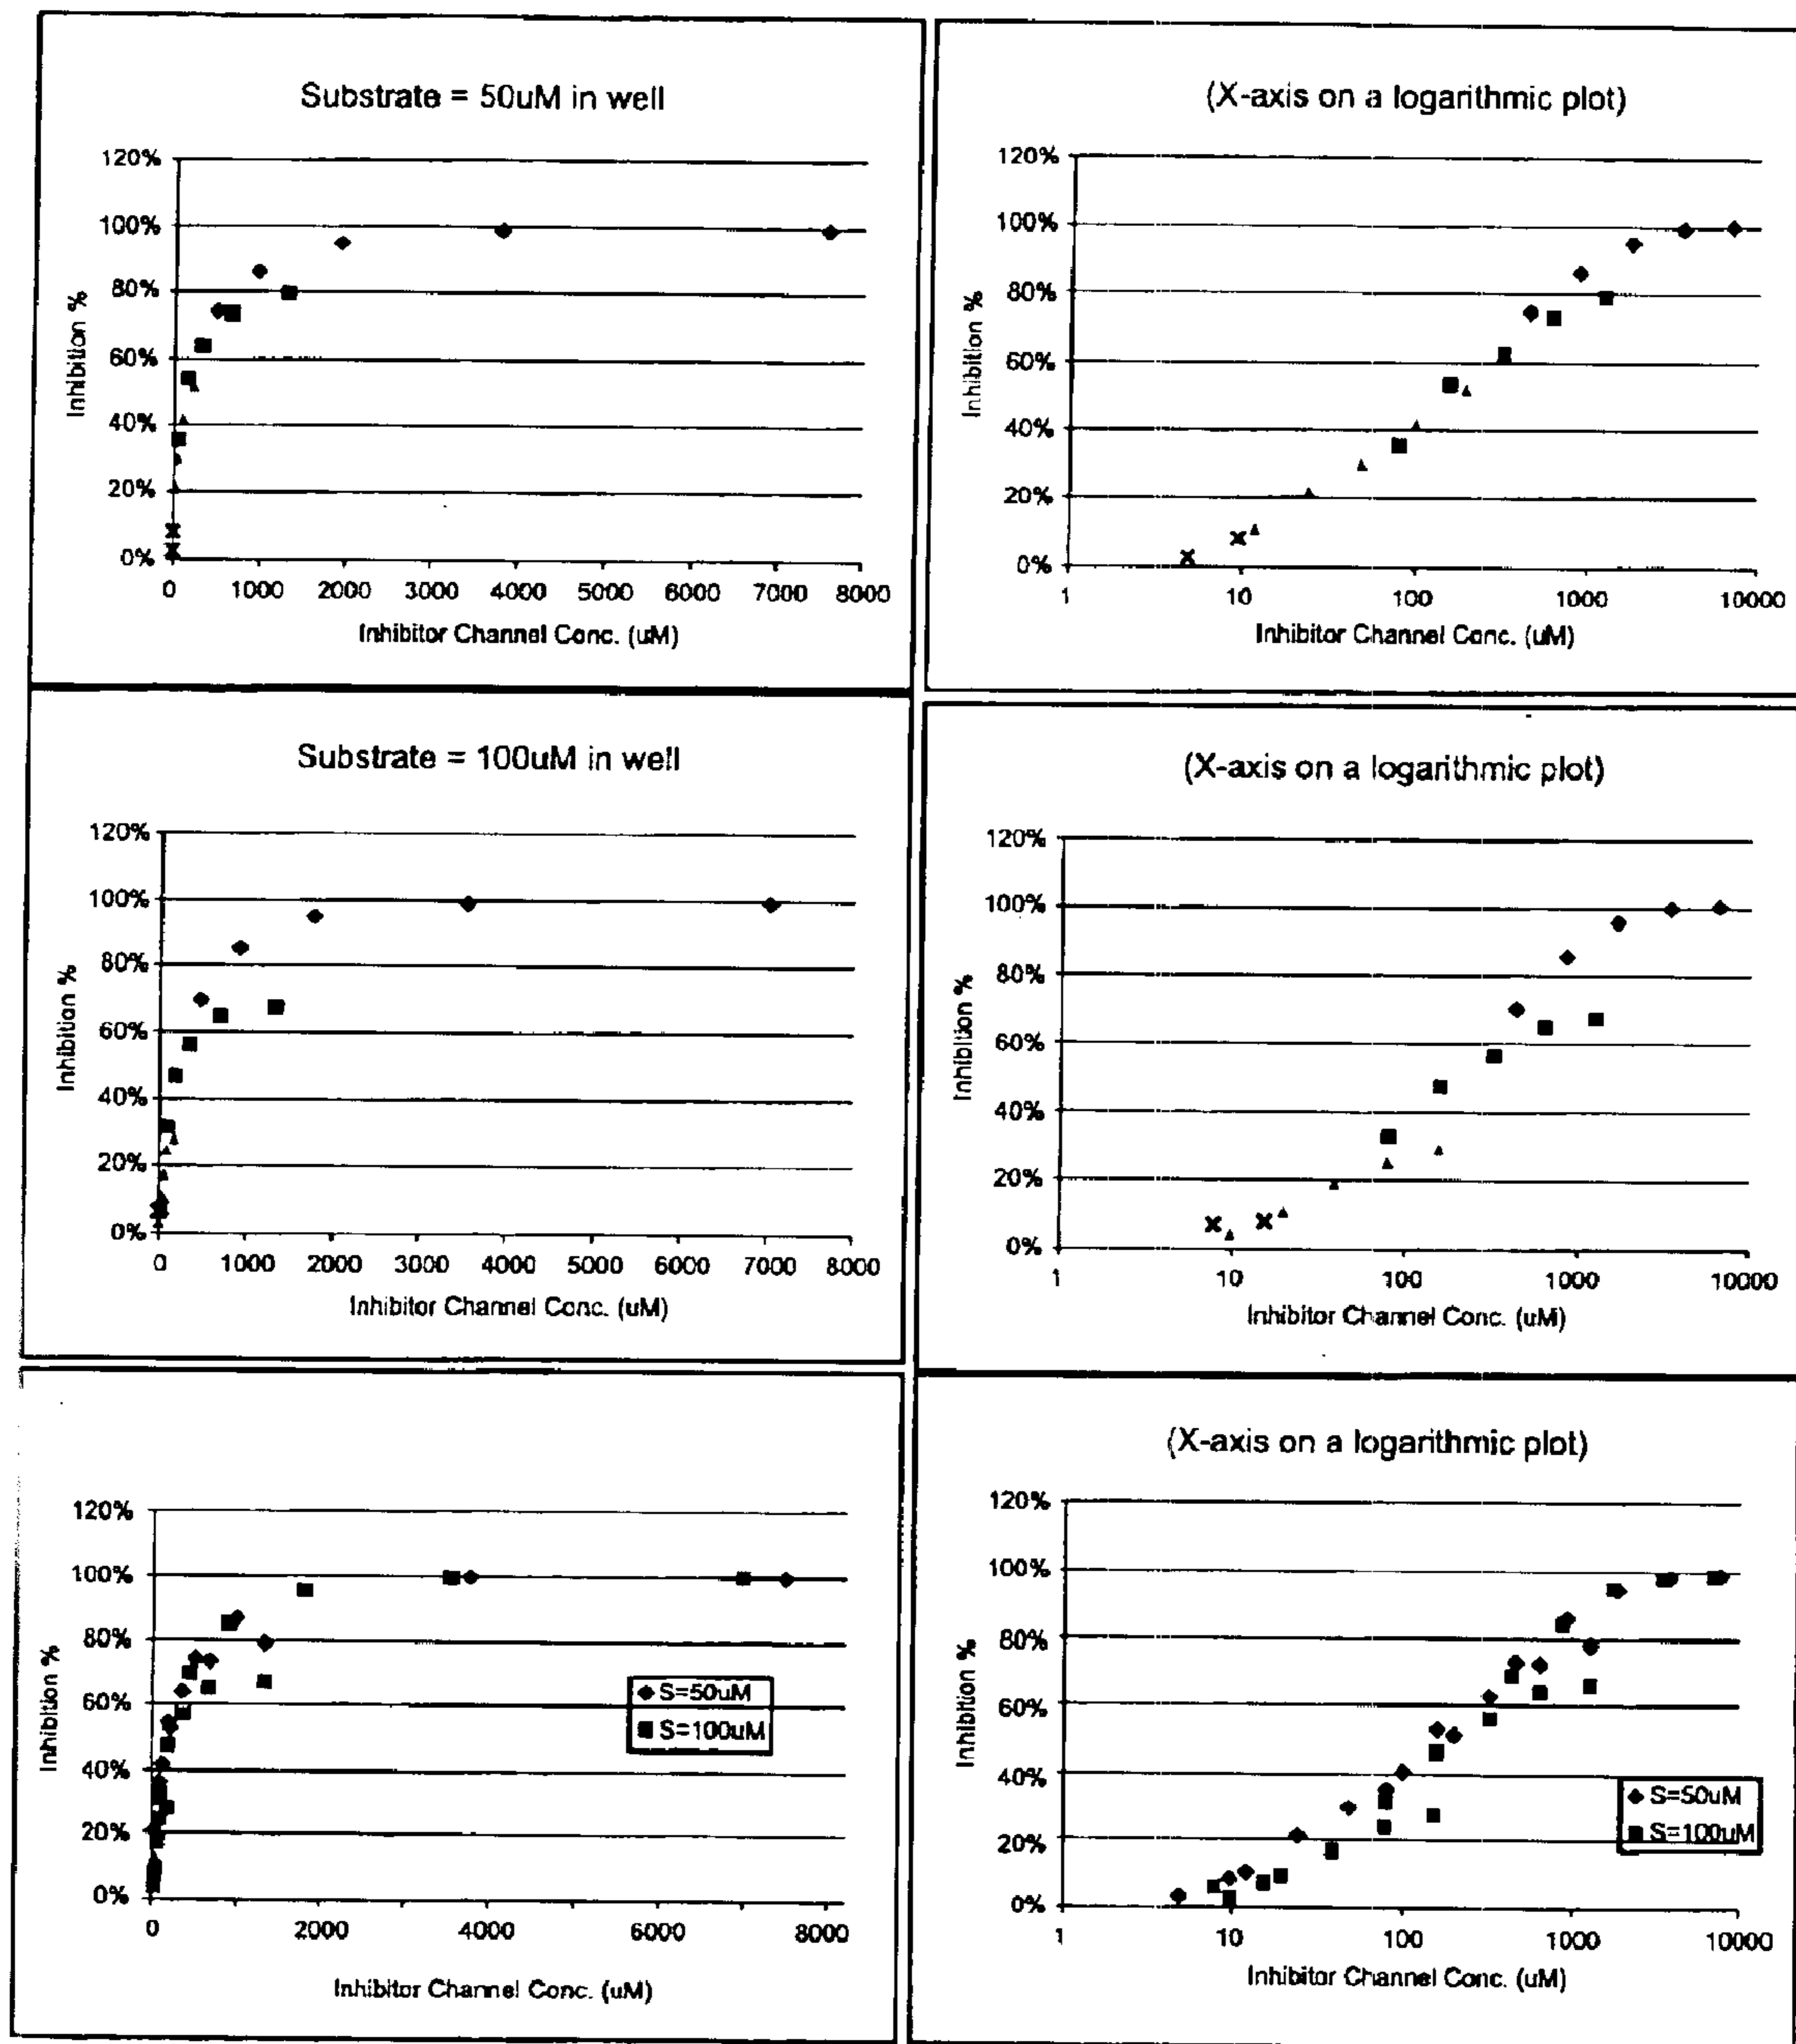 Substrate = 50uM in well
120%
100%
80%
60%
40%
20%
0%
Inhibition %
0 1000 2000 3000 4000 5000 6000 7000 8000
Inhibitor Channel Conc. (uM)
(X-axis on a logarithmic plot)
120%
100%
80%
60%
40%
20%
0%
Inhibition %
1 10 100 1000 10000
Inhibitor Channel Conc. (uM)
Substrate = 100uM in well
120%
100%
80%
60%
40%
20%
0%
Inhibition %
0 1000 2000 3000 4000 5000 6000 7000 8000
Inhibitor Channel Conc. (uM)
(X-axis on a logarithmic plot)
120%
100%
80%
60%
40%
20%
0%
Inhibition %
1 10 100 1000 10000
Inhibitor Channel Conc. (uM)
120%
100%
80%
60%
40%
20%
0%
Inhibition %
S=50uM
S=100uM
0 2000 4000 6000 8000
Inhibitor Channel Conc. (uM)
(X-axis on a logarithmic plot)
120%
100%
80%
60%
40%
20%
0%
Inhibition %
S=50uM
S=100uM
1 10 100 1000 10000
Inhibitor Channel Conc. (uM)